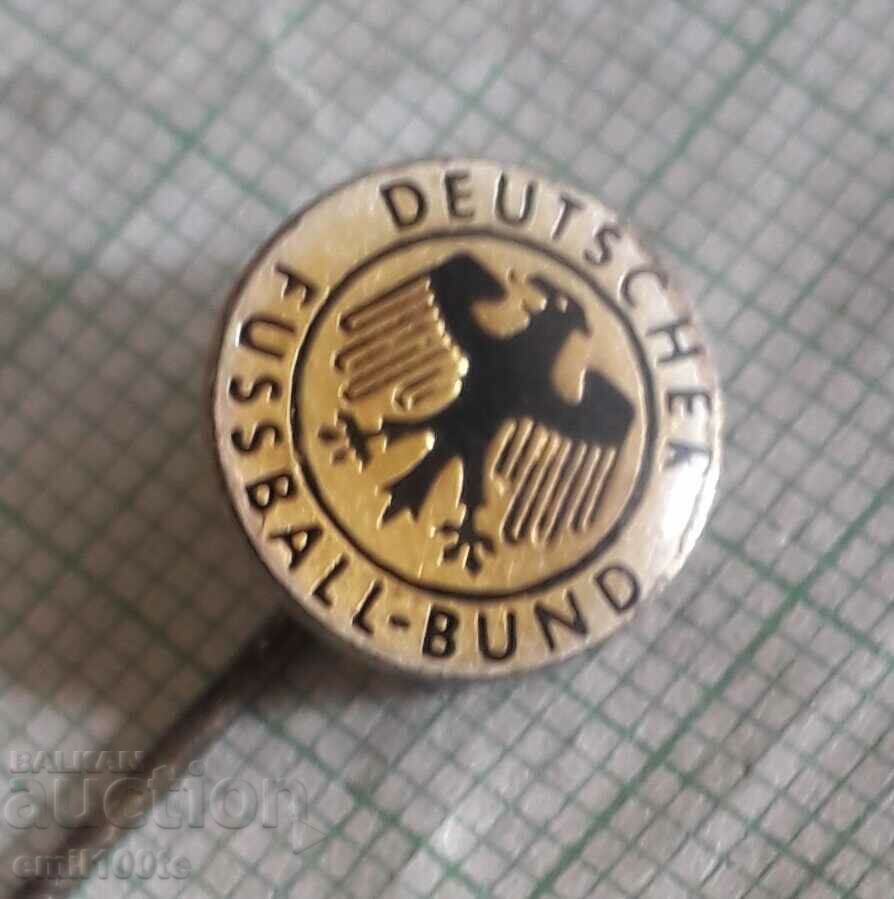 DEUTSCHER
FUSSBALL-BUND
BALKAN
auction
emil100te